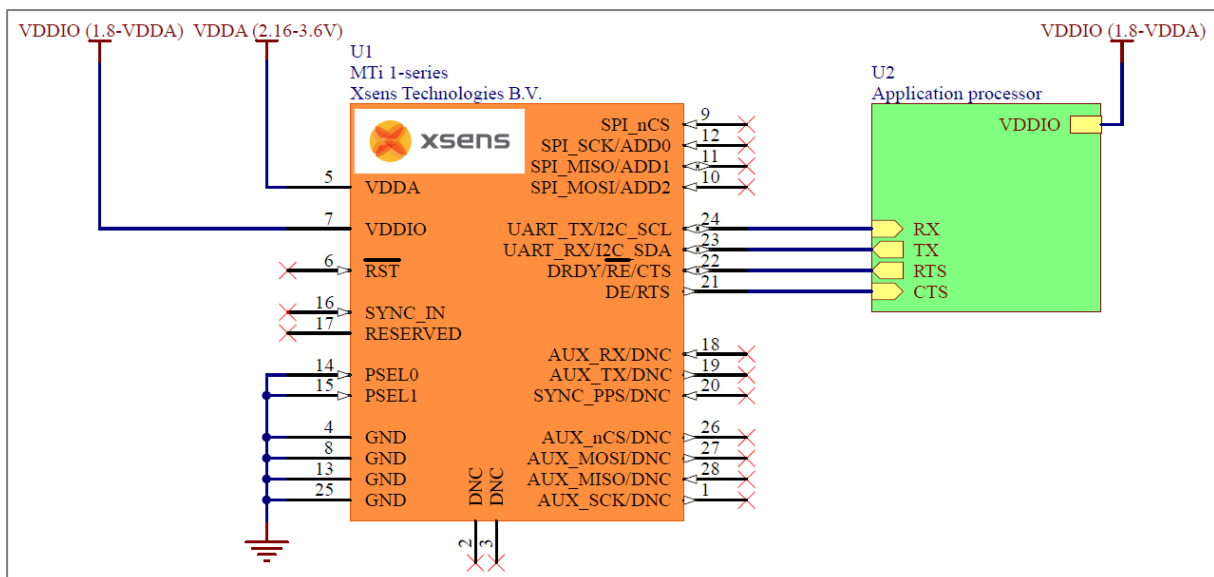 VDDIO (1.8-VDDA) VDDA (2.16-3.6V)
VDDIO (1.8-VDDA)
U1
MTi 1-series
Xsens Technologies B.V.
xsens
5 VDDA
7 VDDIO
6 RST
16 SYNC_IN
17 RESERVED
14 PSEL0
15 PSEL1
4 GND
8 GND
13 GND
25 GND
SPI_nCS 9
SPI_SCK/ADD0 12
SPI_MISO/ADD1 11
SPI_MOSI/ADD2 10
UART_TX/I2C_SCL 24
UART_RX/I2C_SDA 23
DRDY/RE/CTS 22
DE/RTS 21
AUX_RX/DNC 18
AUX_TX/DNC 19
SYNC_PPS/DNC 20
AUX_nCS/DNC 26
AUX_MOSI/DNC 27
AUX_MISO/DNC 28
AUX_SCK/DNC 1
DNC 2
DNC 3
U2
Application processor
VDDIO
RX
TX
RTS
CTS